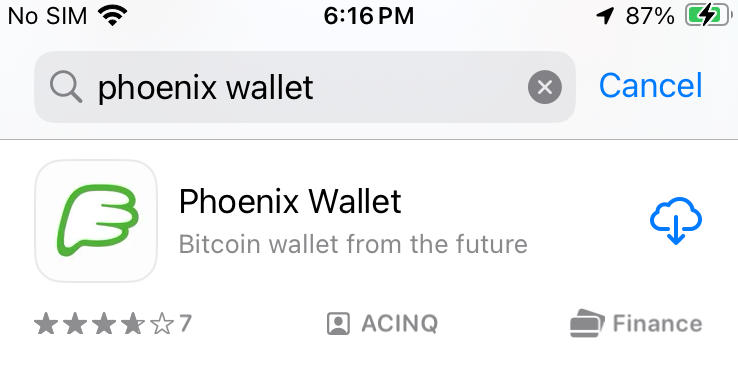 No SIM 6:16 PM 87%
phoenix wallet Cancel
Phoenix Wallet
Bitcoin wallet from the future
7 ACINQ Finance